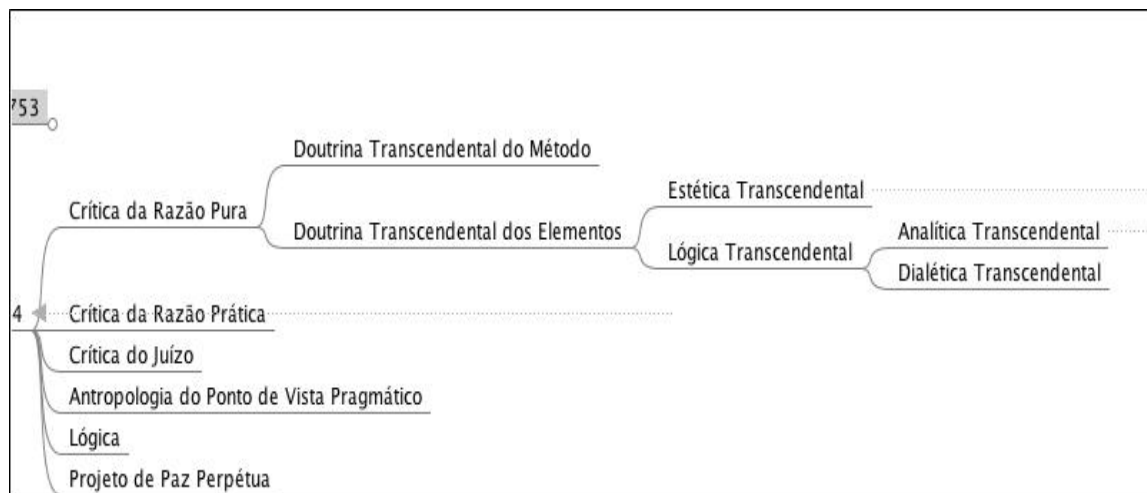 753
Doutrina Transcendental do Método
Estética Transcendental
Crítica da Razão Pura
Doutrina Transcendental dos Elementos
Analítica Transcendental
Lógica Transcendental
Dialética Transcendental
4
Crítica da Razão Prática
Crítica do Juízo
Antropologia do Ponto de Vista Pragmático
Lógica
Projeto de Paz Perpétua